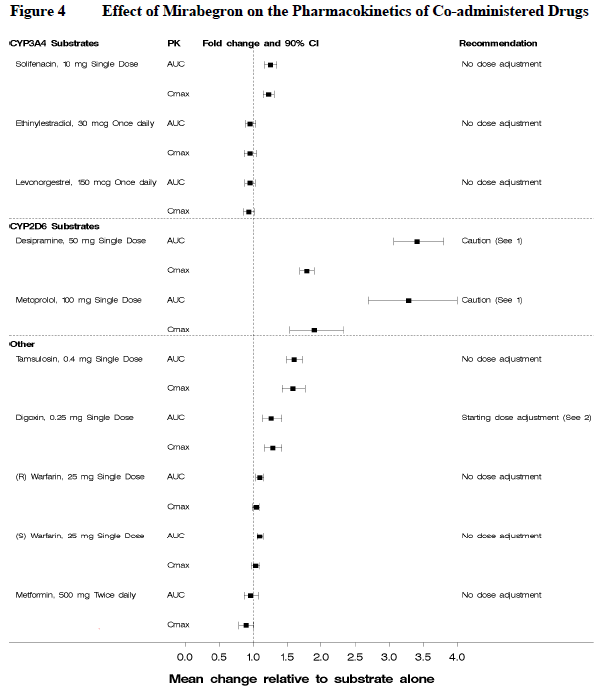 Figure 4 Effect of Mirabegron on the Pharmacokinetics of Co-administered Drugs
CYP3A4 Substrates PK Fold change and 90% CI Recommendation
Solifenacin, 10 mg Single Dose AUC No dose adjustment
Cmax
Ethinylestradiol, 30 mcg Once daily AUC No dose adjustment
Cmax
Levonorgestrel, 150 mcg Once daily AUC No dose adjustment
Cmax
CYP2D6 Substrates
Desipramine, 50 mg Single Dose AUC Caution (See 1)
Cmax
Metoprolol, 100 mg Single Dose AUC Caution (See 1)
Cmax
Other
Tamsulosin, 0.4 mg Single Dose AUC No dose adjustment
Cmax
Digoxin, 0.25 mg Single Dose AUC Starting dose adjustment (See 2)
Cmax
(R) Warfarin, 25 mg Single Dose AUC No dose adjustment
Cmax
(S) Warfarin, 25 mg Single Dose AUC No dose adjustment
Cmax
Metformin, 500 mg Twice daily AUC No dose adjustment
Cmax
0.0 0.5 1.0 1.5 2.0 2.5 3.0 3.5 4.0
Mean change relative to substrate alone